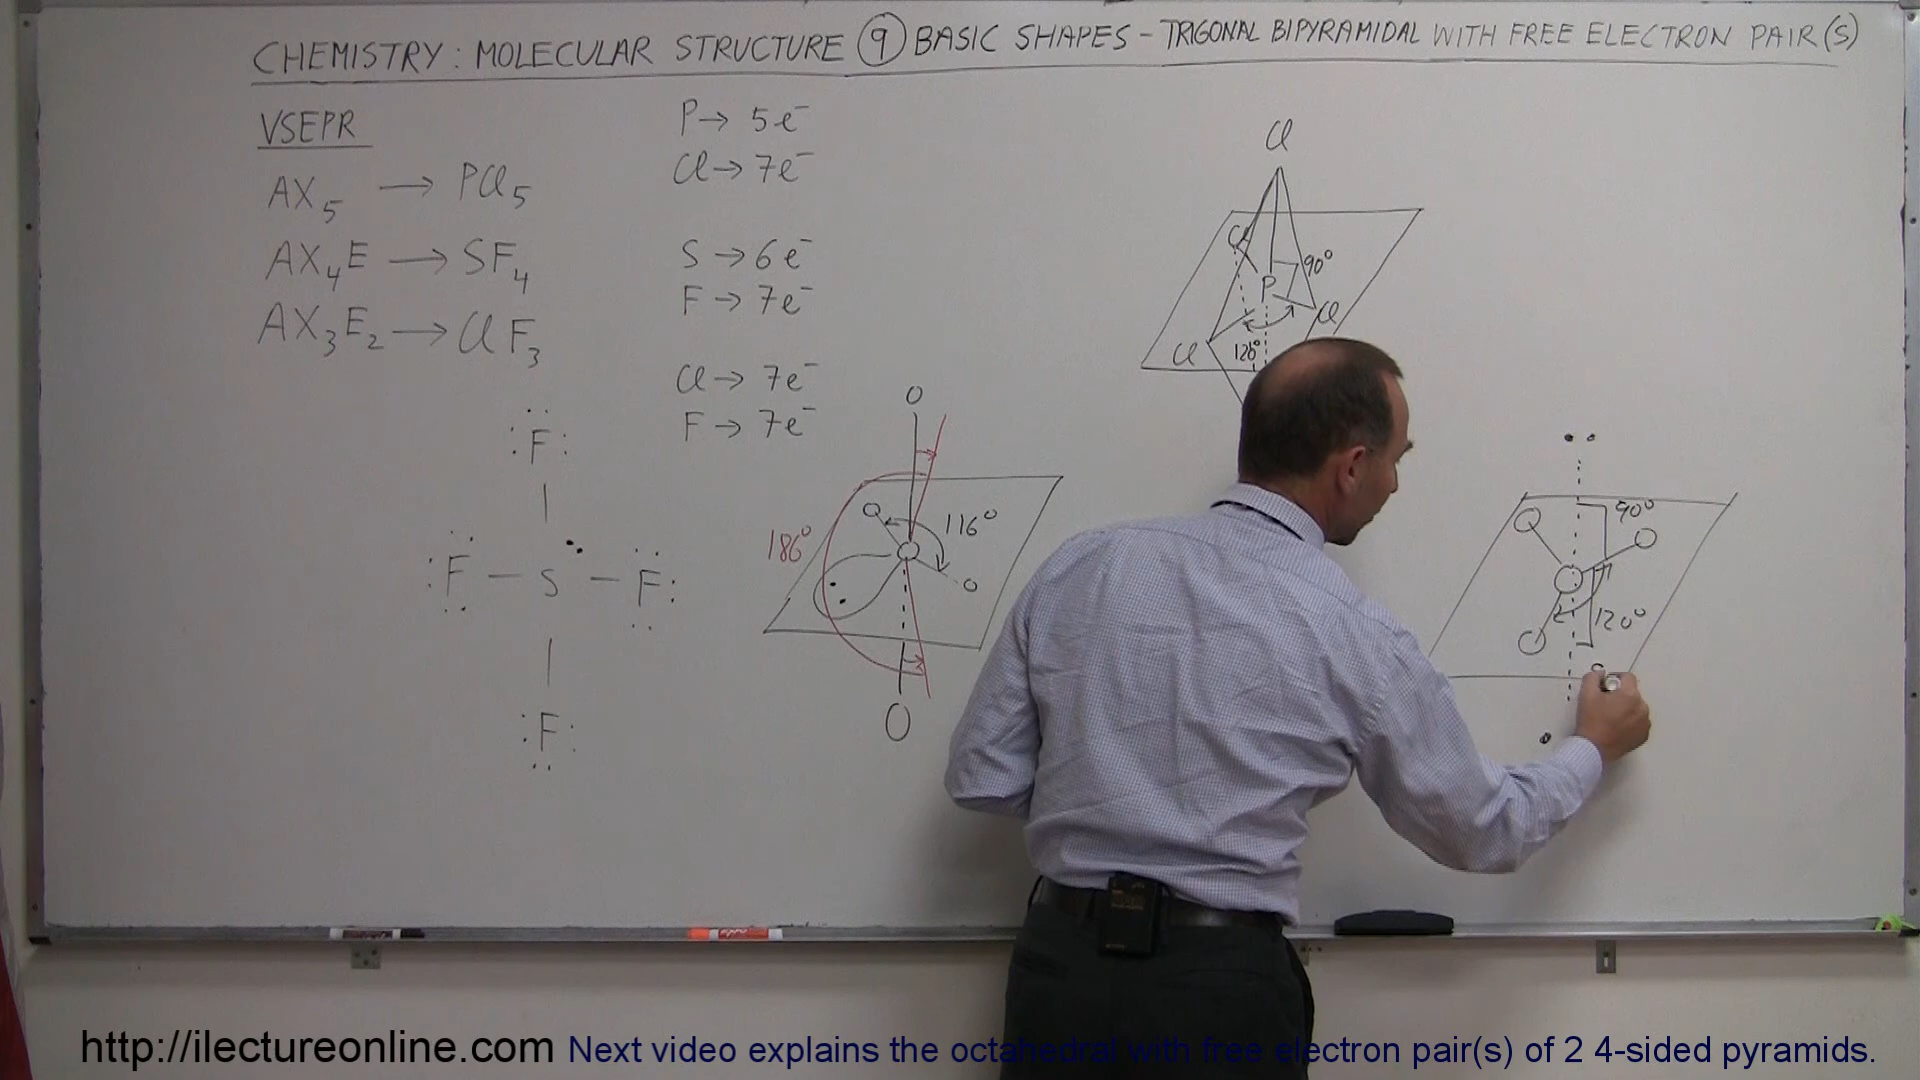 CHEMISTRY: MOLECULAR STRUCTURE ⑨ BASIC SHAPES - TRIGONAL BIPYRAMIDAL WITH FREE ELECTRON PAIR(S)
VSEPR
AX₅ → PCl₅
AX₄E → SF₄
AX₃E₂ → ClF₃
P → 5e⁻
Cl → 7e⁻
S → 6e⁻
F → 7e⁻
Cl → 7e⁻
F → 7e⁻
:F:
:F - S - F:
:F:
186°
116°
Cl
Cl
90°
P
Cl
Cl
120°
90°
120°
http://ilectureonline.com Next video explains the octahedral with free electron pair(s) of 2 4-sided pyramids.